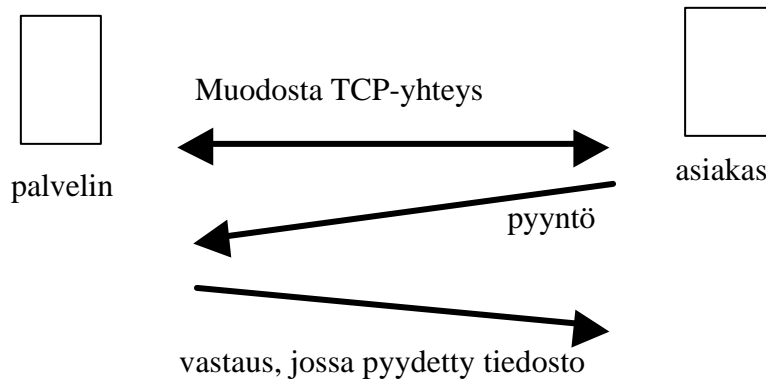 Muodosta TCP-yhteys
palvelin
asiakas
pyyntö
vastaus, jossa pyydetty tiedosto